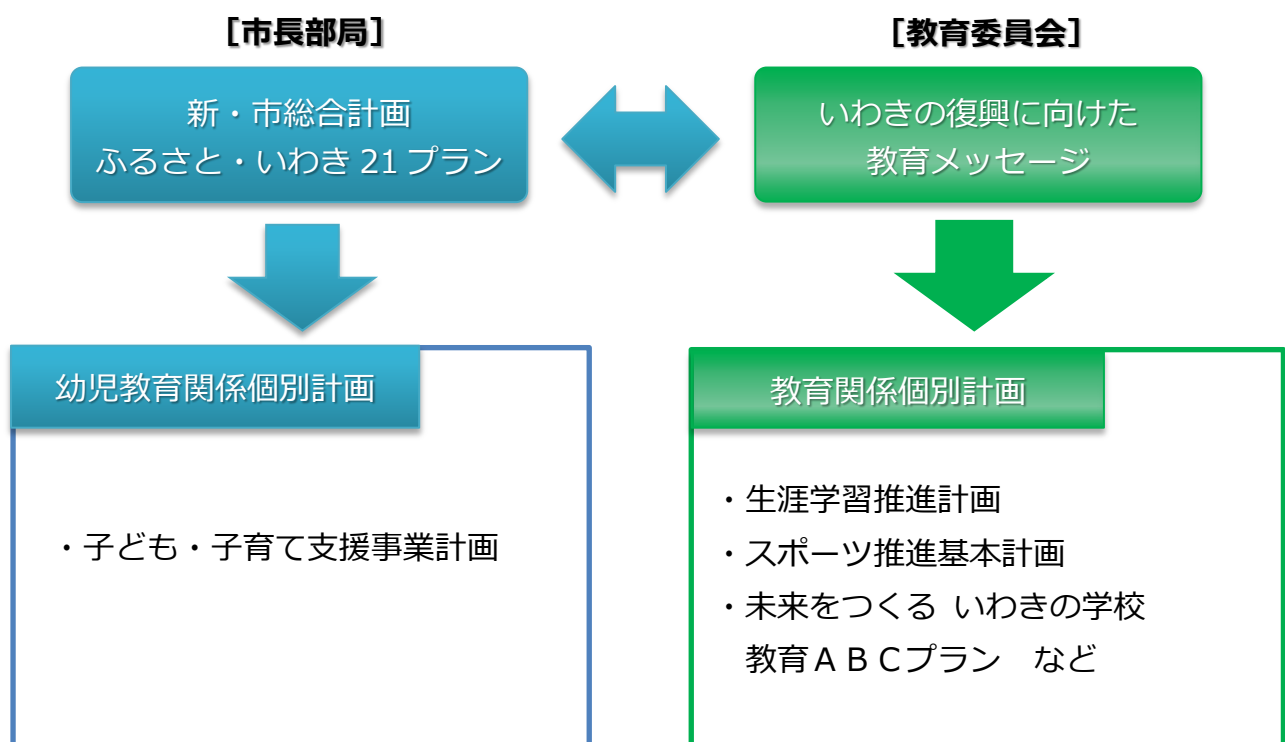 [市長部局]
新・市総合計画
ふるさと・いわき 21 プラン
幼児教育関係個別計画
・子ども・子育て支援事業計画
[教育委員会]
いわきの復興に向けた
教育メッセージ
教育関係個別計画
・生涯学習推進計画
・スポーツ推進基本計画
・未来をつくる いわきの学校
教育ＡＢＣプラン　など